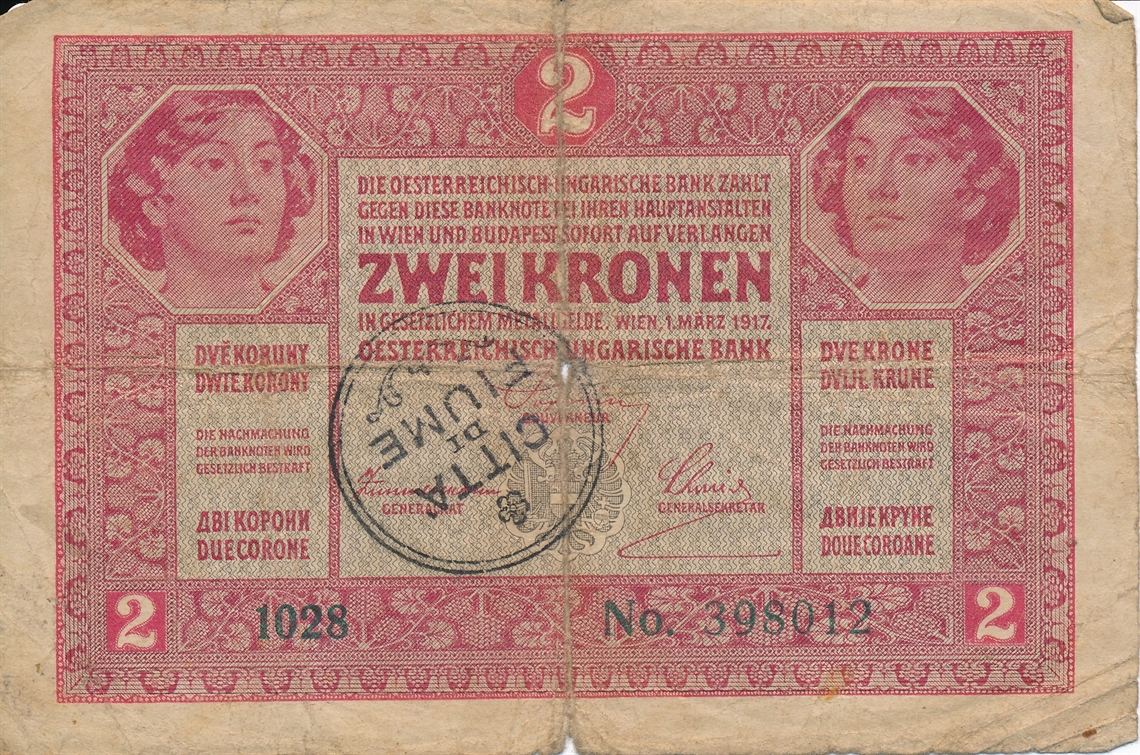 2
DIE OESTERREICHISCH-UNGARISCHE BANK ZAHLT
GEGEN DIESE BANKNOTE BEI IHREN HAUPTANSTALTEN
IN WIEN UND BUDAPEST SOFORT AUF VERLANGEN
ZWEI KRONEN
IN GESETZLICHEM METALLGELDE. WIEN, 1. MÄRZ 1917.
OESTERREICHISCH-UNGARISCHE BANK
GOUVERNEUR
GENERALRAT
GENERALSEKRETÄR
DVĚ KORUNY
DWIE KORONY
DIE NACHMACHUNG
DER BANKNOTEN WIRD
GESETZLICH BESTRAFT
ДВІ КОРОНИ
DUE CORONE
DVE KRONE
DVIJE KRUNE
DIE NACHMACHUNG
DER BANKNOTEN WIRD
GESETZLICH BESTRAFT
ДВИЈЕ КРУНЕ
DOUE COROANE
CITTA
DI
FIUME
2
1028
No. 398012
2